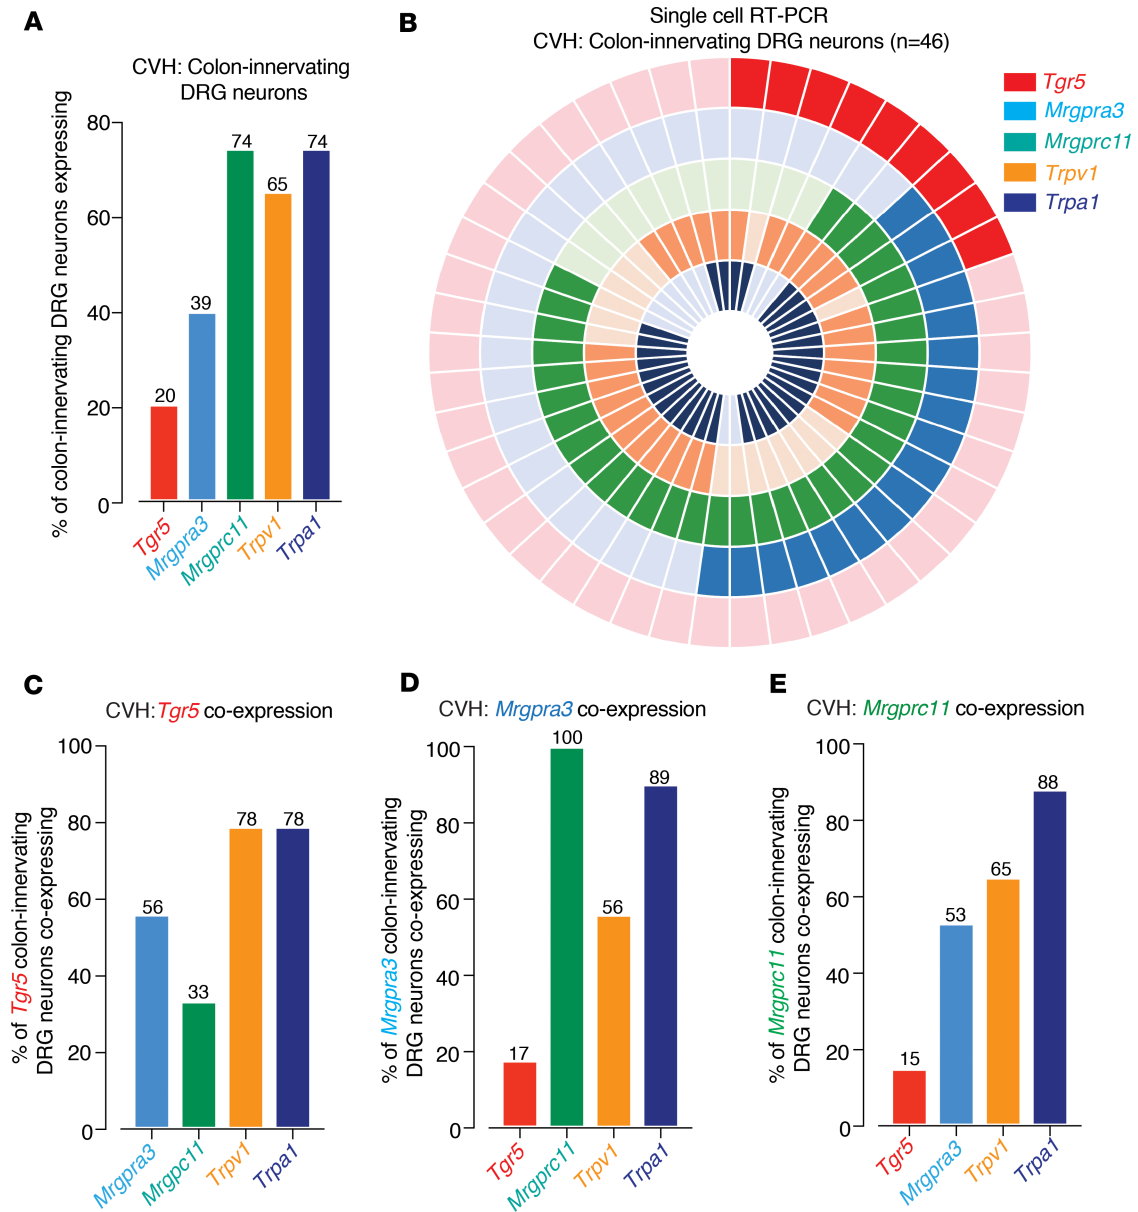 A
CVH: Colon-innervating
DRG neurons
% of colon-innervating DRG neurons expressing
80
60
40
20
0
20
39
74
65
74
Tgr5
Mrgpra3
Mrgprc11
Trpv1
Trpa1
B
Single cell RT-PCR
CVH: Colon-innervating DRG neurons (n=46)
Tgr5
Mrgpra3
Mrgprc11
Trpv1
Trpa1
C
CVH:Tgr5 co-expression
% of Tgr5 colon-innervating
DRG neurons co-expressing
100
80
60
40
20
0
56
33
78
78
Mrgpra3
Mrgpc11
Trpv1
Trpa1
D
CVH: Mrgpra3 co-expression
% of Mrgpra3 colon-innervating
DRG neurons co-expressing
100
80
60
40
20
0
17
100
56
89
Tgr5
Mrgprc11
Trpv1
Trpa1
E
CVH: Mrgprc11 co-expression
% of Mrgprc11 colon-innervating
DRG neurons co-expressing
100
80
60
40
20
0
15
53
65
88
Tgr5
Mrgpra3
Trpv1
Trpa1